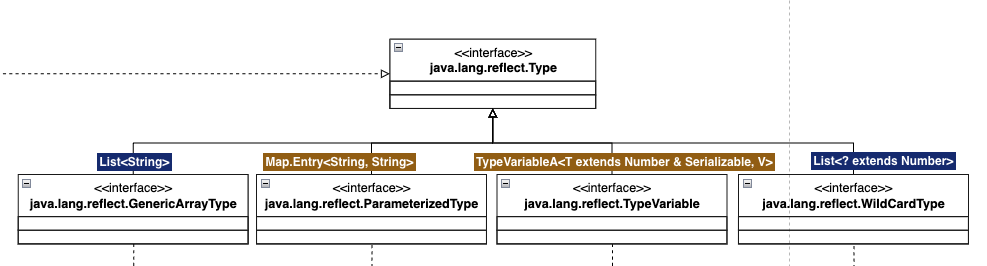 <<interface>>
java.lang.reflect.Type
List<String>
Map.Entry<String, String>
TypeVariableA<T extends Number & Serializable, V>
List<? extends Number>
<<interface>>
java.lang.reflect.GenericArrayType
<<interface>>
java.lang.reflect.ParameterizedType
<<interface>>
java.lang.reflect.TypeVariable
<<interface>>
java.lang.reflect.WildCardType